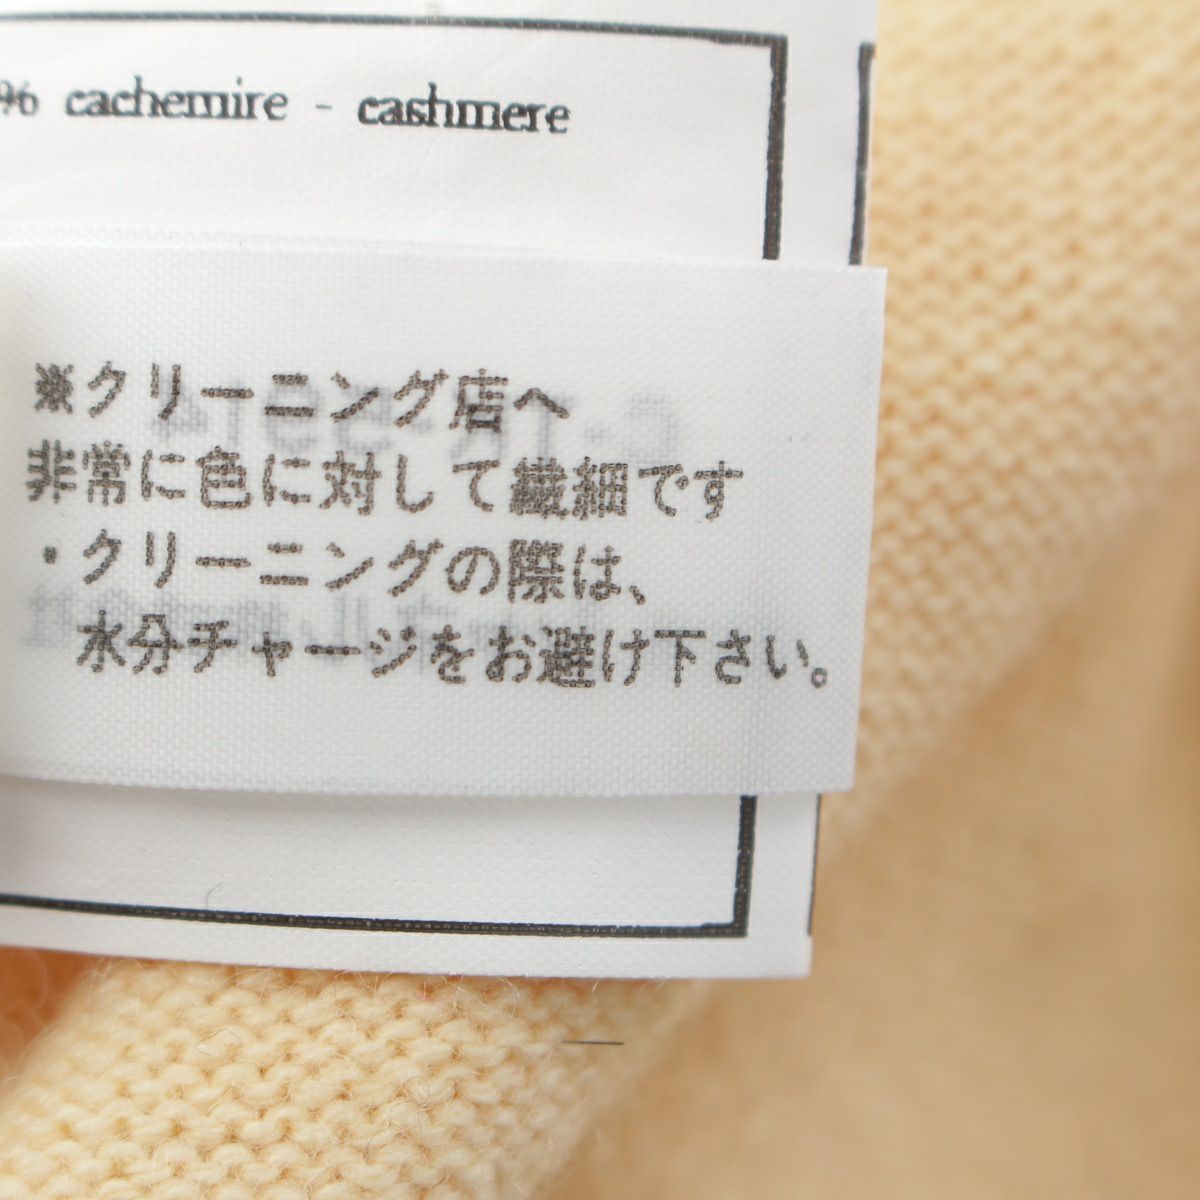 % cachemire - cashmere
※クリーニング店へ
非常に色に対して繊細です
・クリーニングの際は、
水分チャージをお避け下さい。